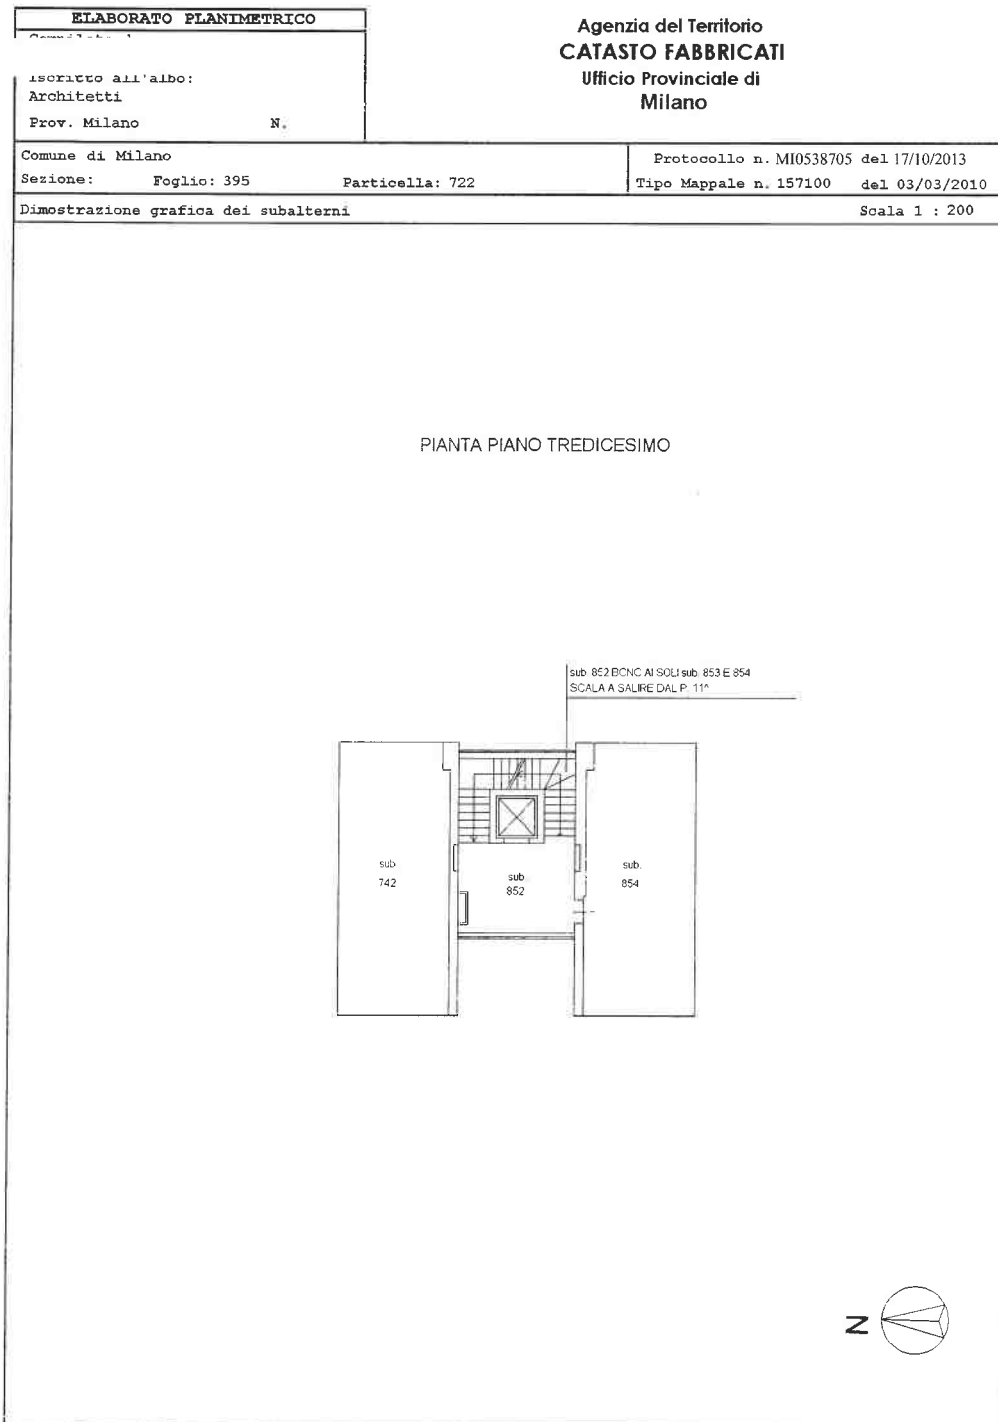 ELABORATO PLANIMETRICO
Iscritto all'albo:
Architetti
Prov. Milano N.
Agenzia del Territorio
CATASTO FABBRICATI
Ufficio Provinciale di
Milano
Comune di Milano
Sezione: Foglio: 395 Particella: 722
Protocollo n. MI0538705 del 17/10/2013
Tipo Mappale n. 157100 del 03/03/2010
Dimostrazione grafica dei subalterni Scala 1 : 200
PIANTA PIANO TREDICESIMO
sub. 852 BCNC AI SOLI sub. 853 E 854
SCALA A SALIRE DAL P. 11^
sub
742
sub.
852
sub.
854
N